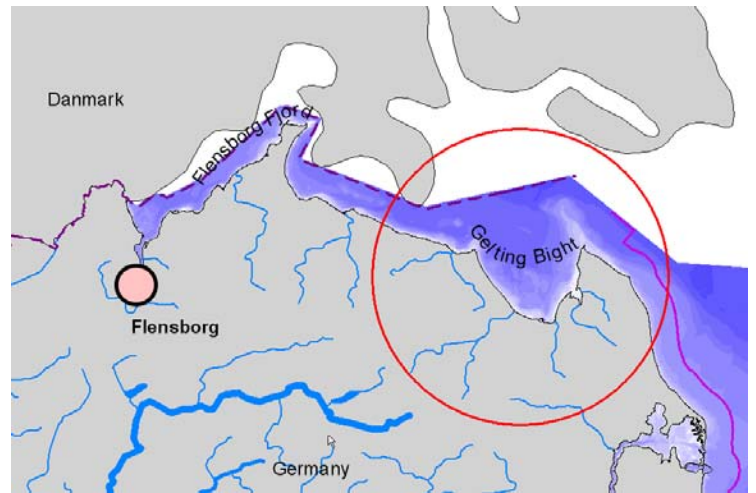 Danmark
Flensborg Fjord
Gelting Bight
Flensborg
Germany